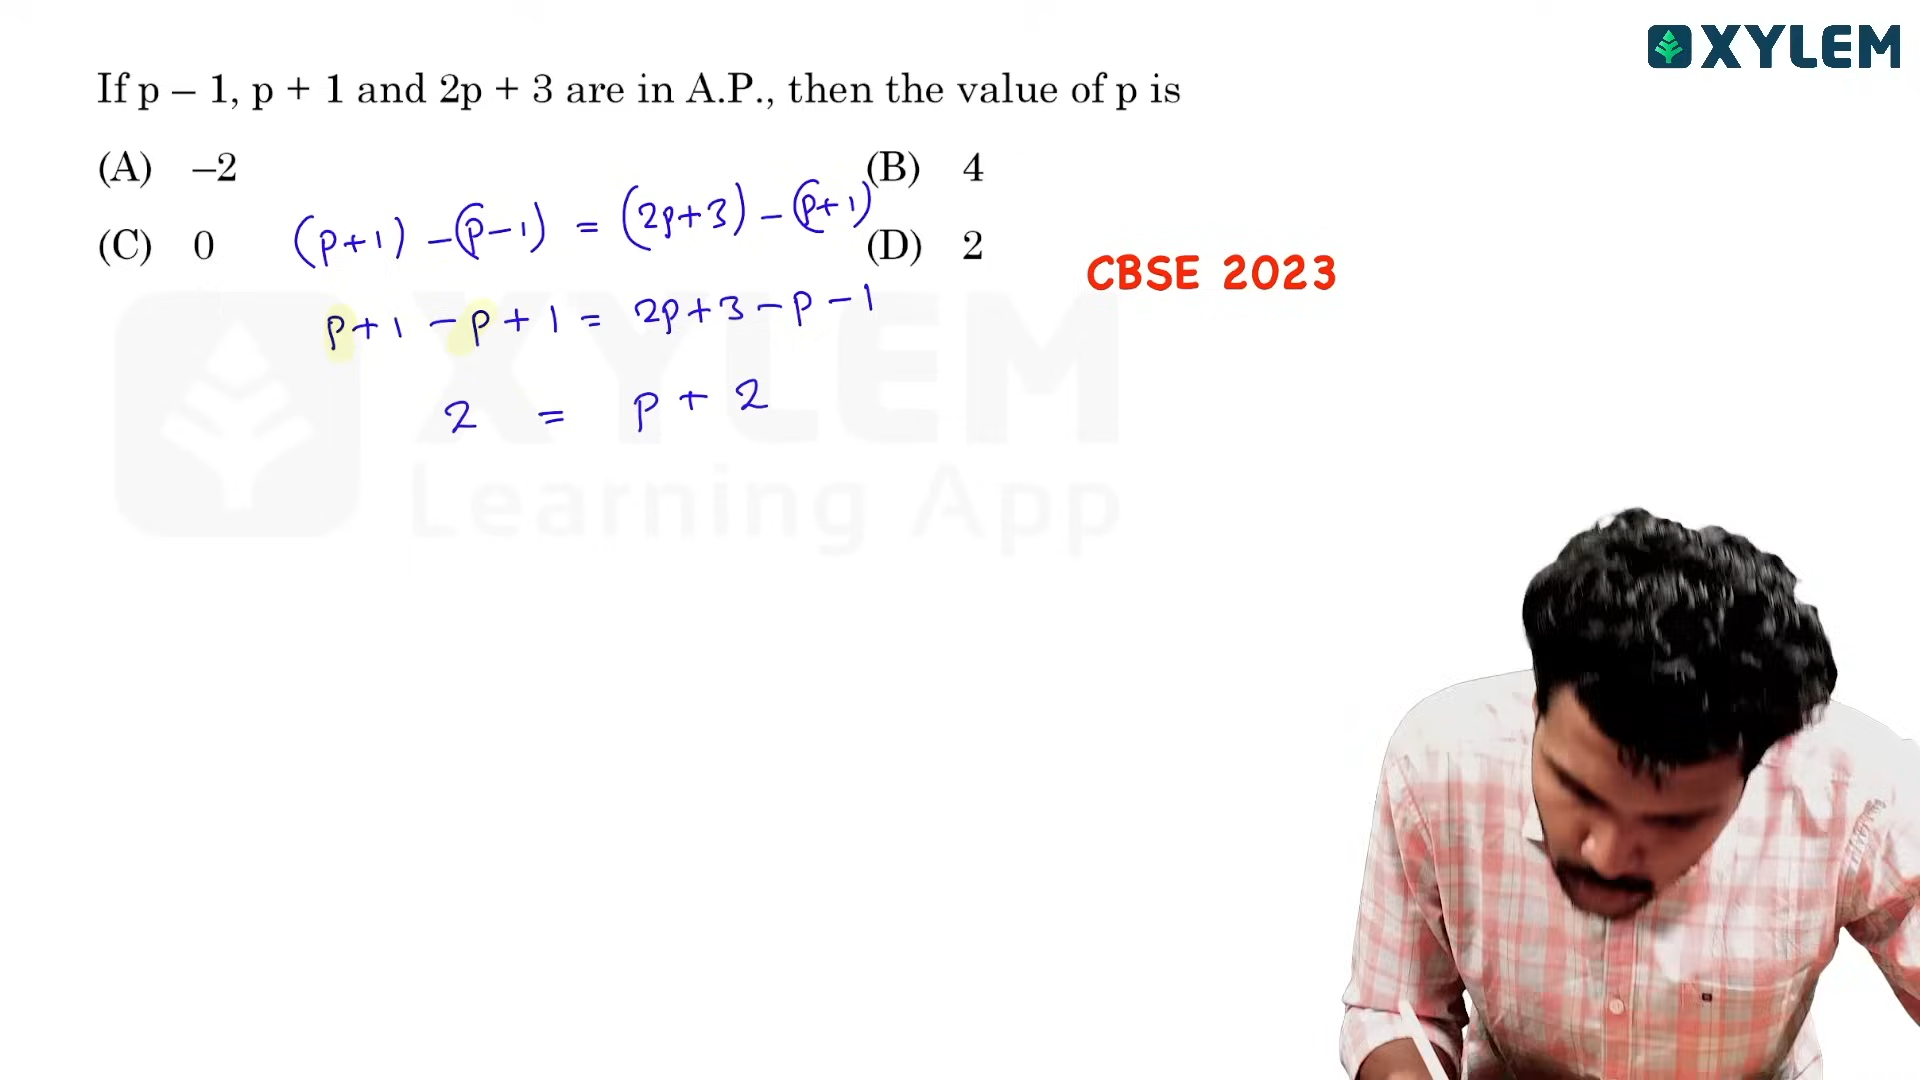 XYLEM
If p – 1, p + 1 and 2p + 3 are in A.P., then the value of p is
(A) –2
(B) 4
(C) 0
(D) 2
(p+1) -(p-1) = (2p+3) - (p+1)
CBSE 2023
p+1 - p + 1 = 2p+3 - p - 1
2 = p + 2
XYLEM
Learning App